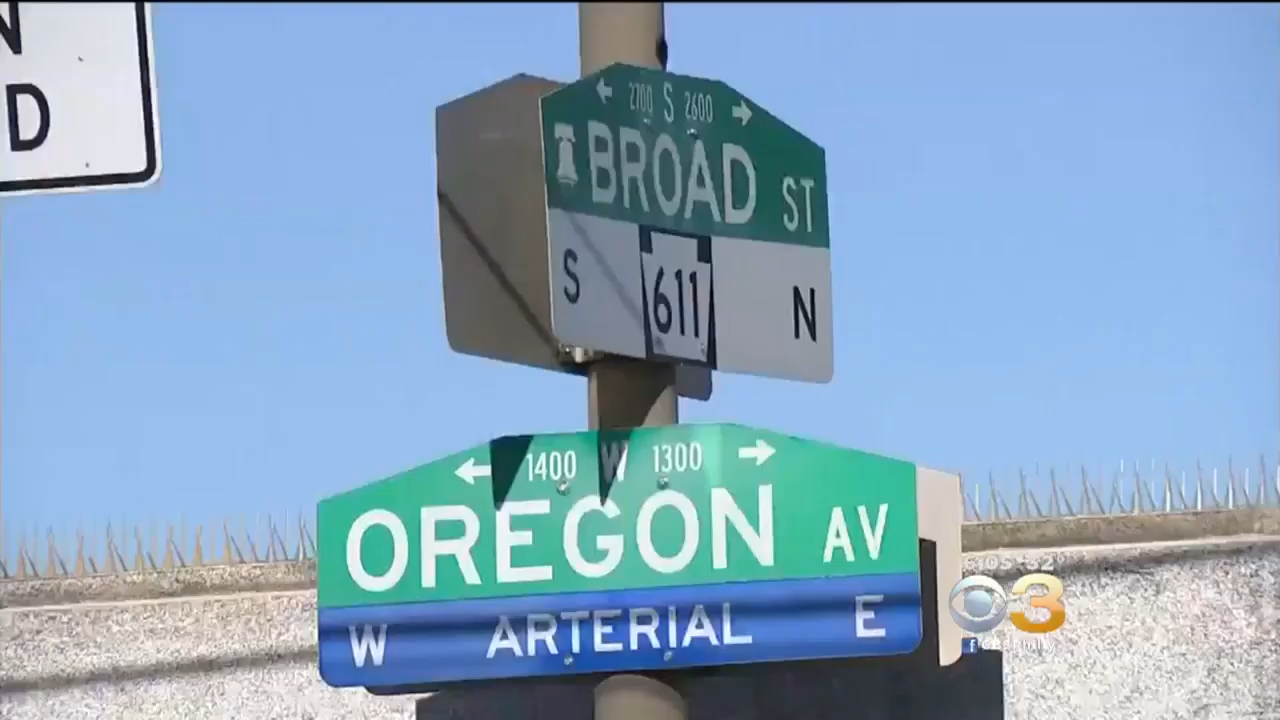 N
D
← 2700 S 2600 →
BROAD ST
S 611 N
← 1400 W 1300 →
OREGON AV
W ARTERIAL E
3